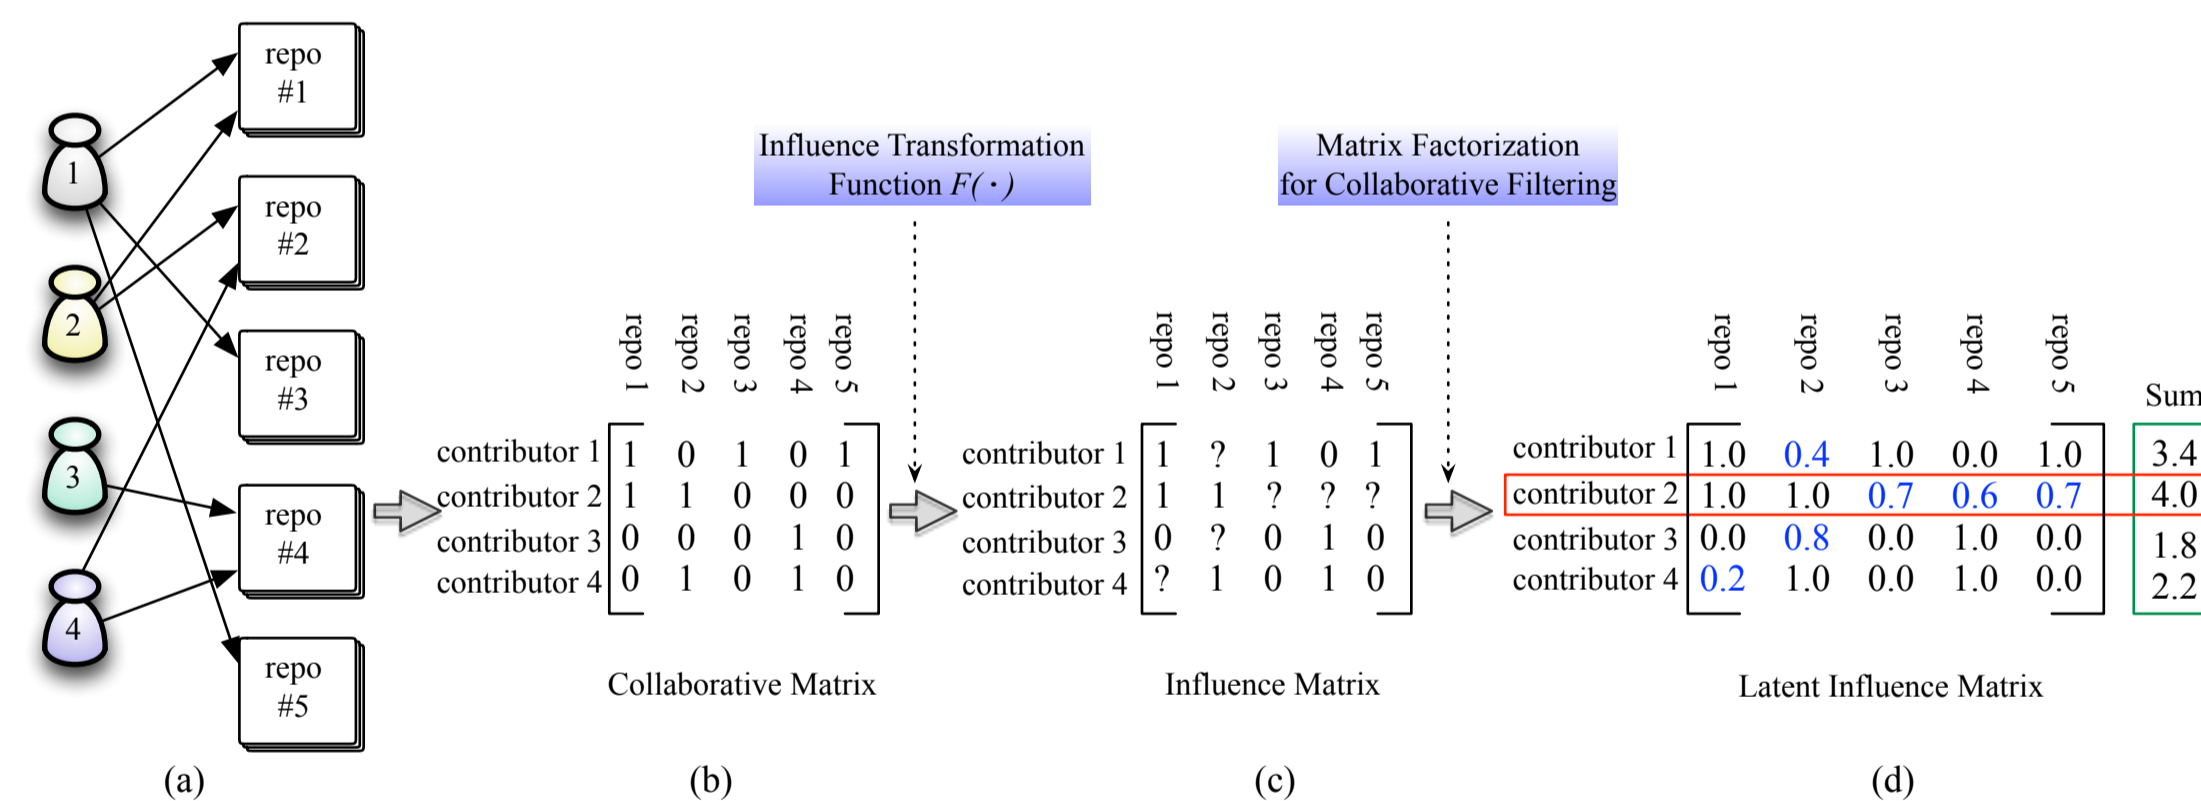 repo
#1
repo
#2
repo
#3
repo
#4
repo
#5
1
2
3
4
(a)
repo 1
repo 2
repo 3
repo 4
repo 5
contributor 1 1 0 1 0 1
contributor 2 1 1 0 0 0
contributor 3 0 0 0 1 0
contributor 4 0 1 0 1 0
Collaborative Matrix
(b)
Influence Transformation
Function F( · )
repo 1
repo 2
repo 3
repo 4
repo 5
contributor 1 1 ? 1 0 1
contributor 2 1 1 ? ? ?
contributor 3 0 ? 0 1 0
contributor 4 ? 1 0 1 0
Influence Matrix
(c)
Matrix Factorization
for Collaborative Filtering
repo 1
repo 2
repo 3
repo 4
repo 5
Sum
contributor 1 1.0 0.4 1.0 0.0 1.0 3.4
contributor 2 1.0 1.0 0.7 0.6 0.7 4.0
contributor 3 0.0 0.8 0.0 1.0 0.0 1.8
contributor 4 0.2 1.0 0.0 1.0 0.0 2.2
Latent Influence Matrix
(d)